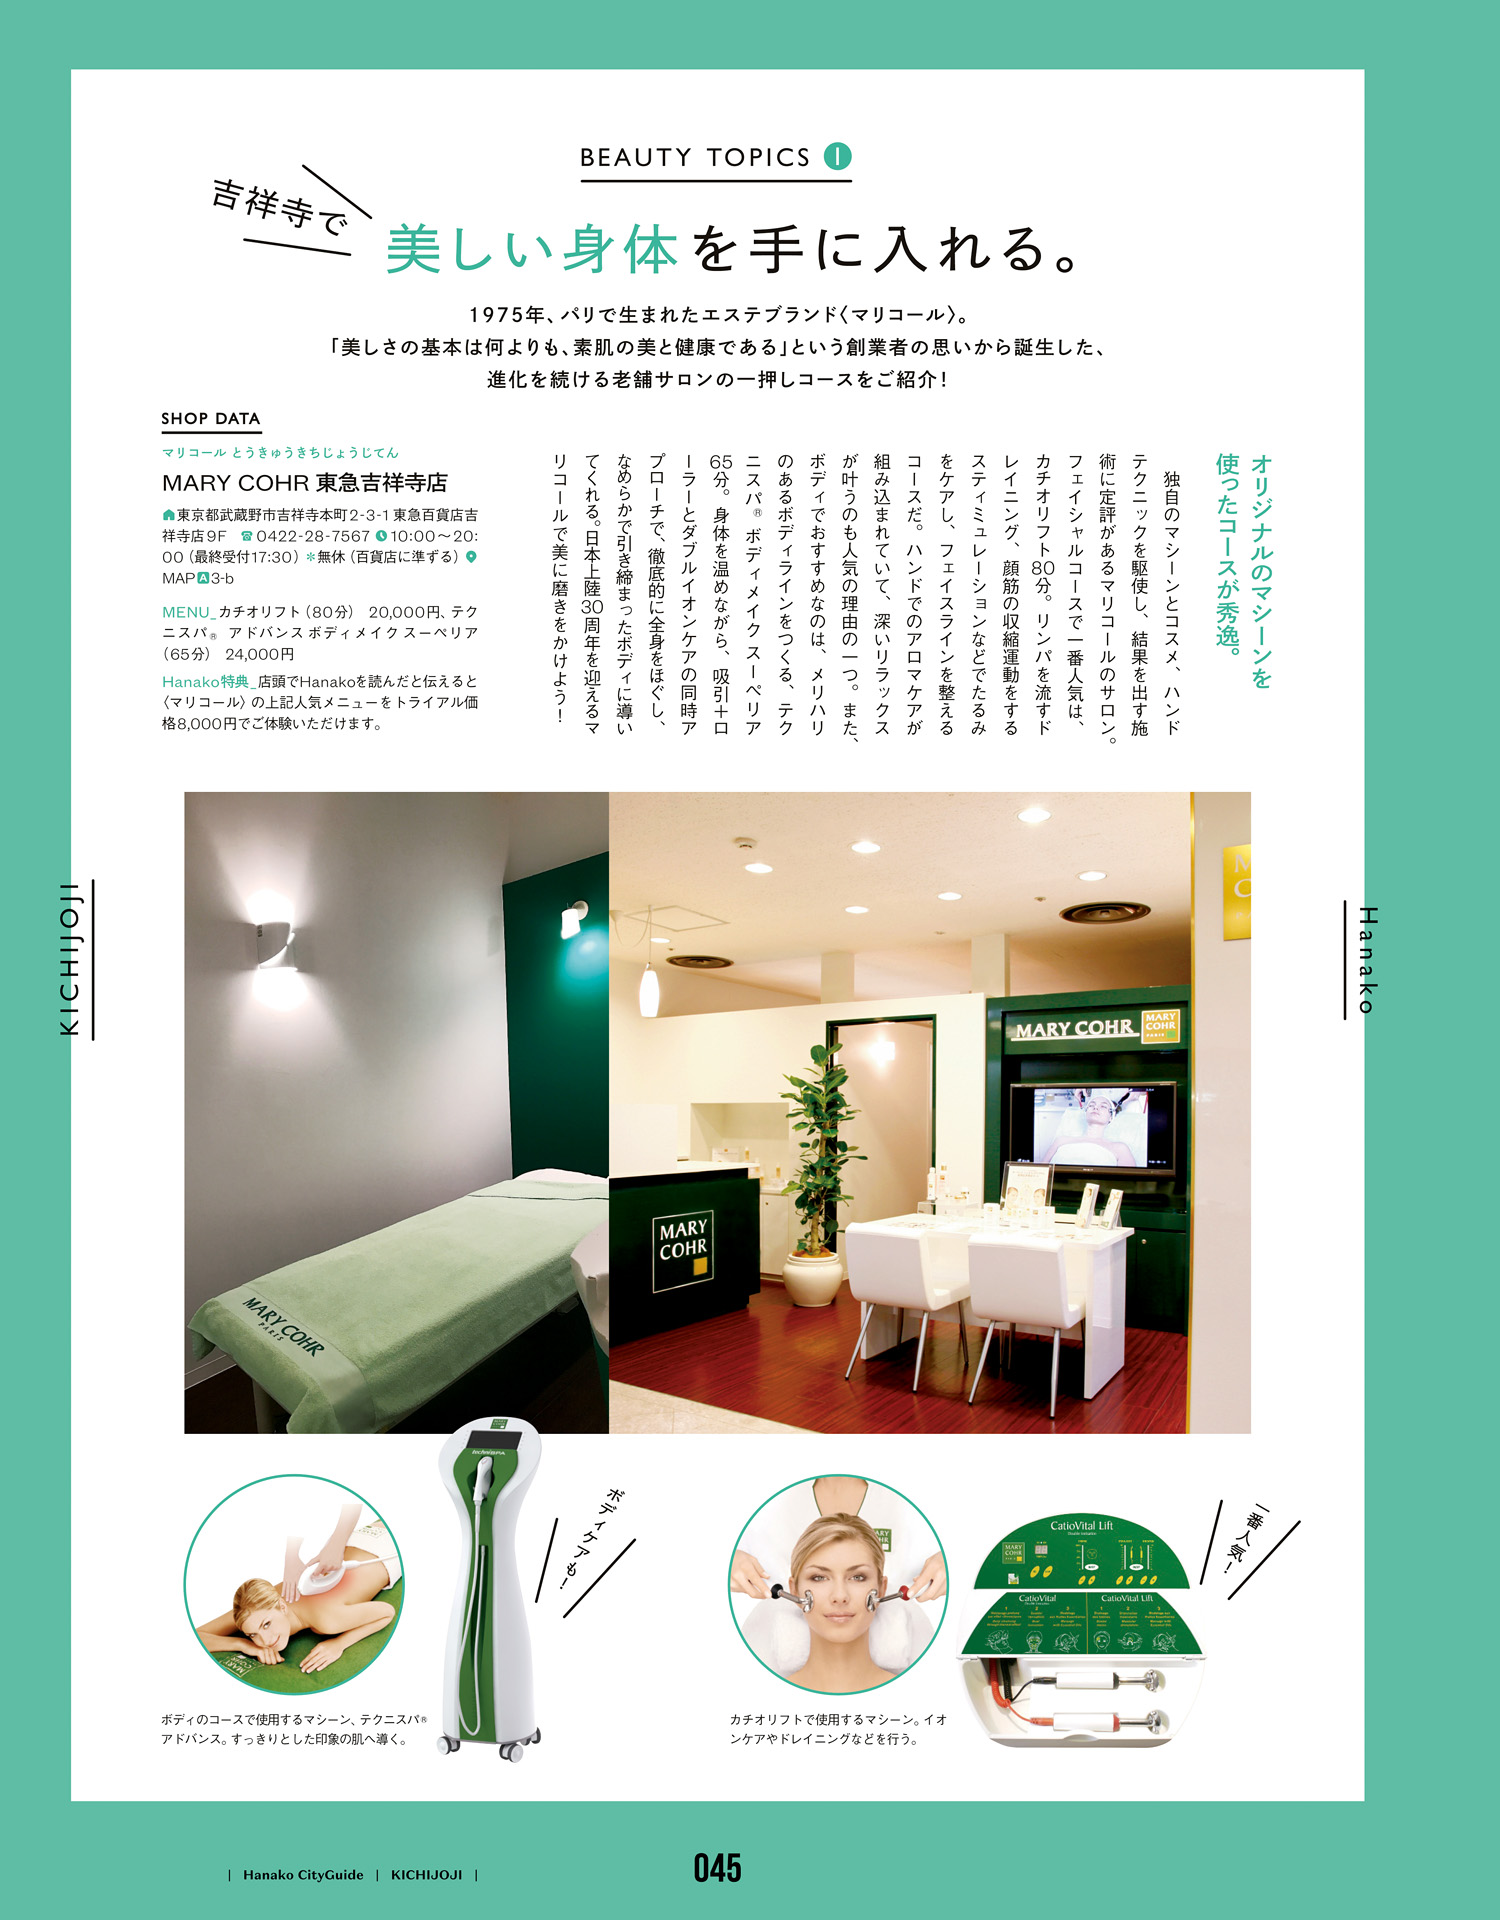 BEAUTY TOPICS 1
吉祥寺で
美しい身体を手に入れる。
1975年、パリで生まれたエステブランド〈マリコール〉。
「美しさの基本は何よりも、素肌の美と健康である」という創業者の思いから誕生した、
進化を続ける老舗サロンの一押しコースをご紹介！
SHOP DATA
マリコール とうきゅうきちじょうじてん
MARY COHR 東急吉祥寺店
東京都武蔵野市吉祥寺本町2-3-1 東急百貨店吉
祥寺店9F ☎0422-28-7567 10:00〜20:
00（最終受付17:30）＊無休（百貨店に準ずる）
MAP A 3-b
MENU_カチオリフト（80分） 20,000円、テク
ニスパ® アドバンス ボディメイク スーペリア
（65分） 24,000円
Hanako特典_店頭でHanakoを読んだと伝えると
〈マリコール〉の上記人気メニューをトライアル価
格8,000円でご体験いただけます。
オリジナルのマシーンを
使ったコースが秀逸。
独自のマシーンとコスメ、ハンド
テクニックを駆使し、結果を出す施
術に定評があるマリコールのサロン。
フェイシャルコースで一番人気は、
カチオリフト80分。リンパを流すド
レイニング、顔筋の収縮運動をする
スティミュレーションなどでたるみ
をケアし、フェイスラインを整える
コースだ。ハンドでのアロマケアが
組み込まれていて、深いリラックス
が叶うのも人気の理由の一つ。また、
ボディでおすすめなのは、メリハリ
のあるボディラインをつくる、テク
ニスパ® ボディメイク スーペリア
65分。身体を温めながら、吸引＋ロ
ーラーとダブルイオンケアの同時ア
プローチで、徹底的に全身をほぐし、
なめらかで引き締まったボディに導い
てくれる。日本上陸30周年を迎えるマ
リコールで美に磨きをかけよう！
KICHIJOJI
Hanako
MARY COHR
MARY
COHR
PARIS
MARY
COHR
MARY COHR
PARIS
ボディケアも！
一番人気！
CatioVital Lift
MARY
COHR
CatioVital
CatioVital Lift
MARY
COHR
ボディのコースで使用するマシーン、テクニスパ®
アドバンス。すっきりとした印象の肌へ導く。
カチオリフトで使用するマシーン。イオ
ンケアやドレイニングなどを行う。
| Hanako CityGuide | KICHIJOJI |
045